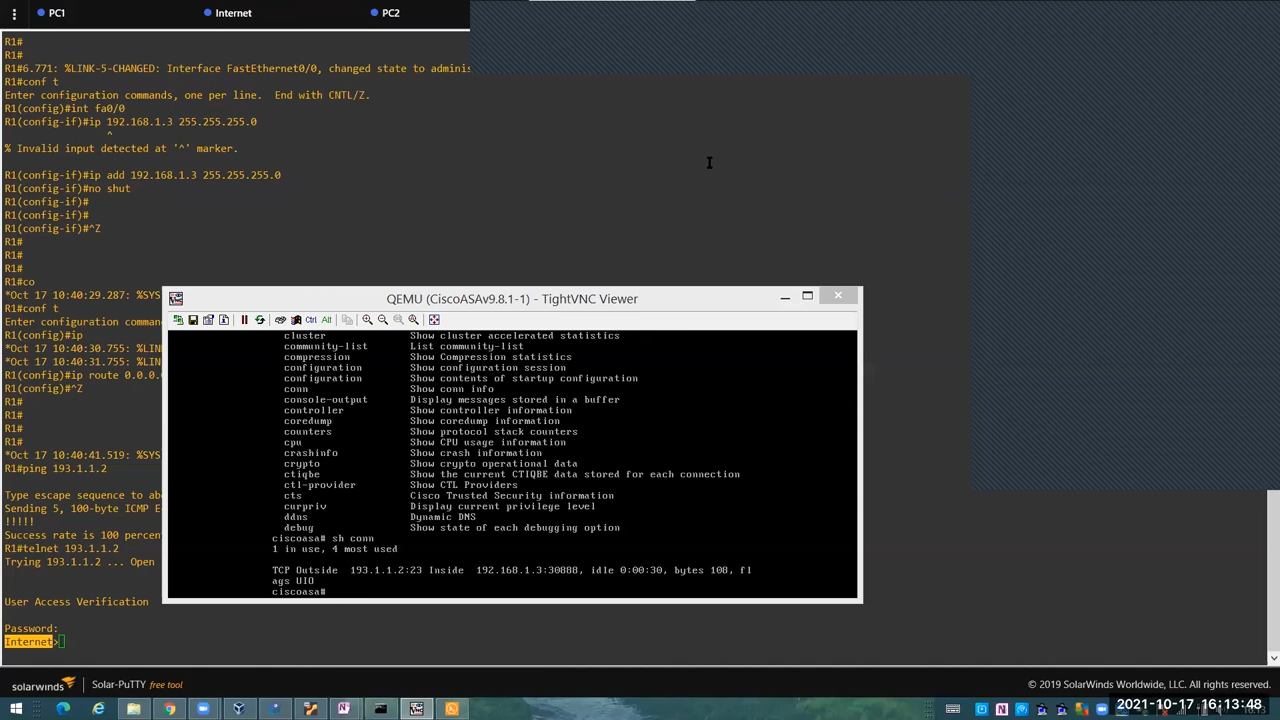 PC1
Internet
PC2
R1#
R1#
R1#6.771: %LINK-5-CHANGED: Interface FastEthernet0/0, changed state to adminis
R1#conf t
Enter configuration commands, one per line.  End with CNTL/Z.
R1(config)#int fa0/0
R1(config-if)#ip 192.168.1.3 255.255.255.0
^
% Invalid input detected at '^' marker.
R1(config-if)#ip add 192.168.1.3 255.255.255.0
R1(config-if)#no shut
R1(config-if)#
R1(config-if)#
R1(config-if)#^Z
R1#
R1#
R1#
R1#co
*Oct 17 10:40:29.287: %SYS
R1#conf t
Enter configuration comman
R1(config)#ip
*Oct 17 10:40:30.755: %LIN
*Oct 17 10:40:31.755: %LIN
R1(config)#ip route 0.0.0.
R1(config)#^Z
R1#
R1#
R1#
R1#
*Oct 17 10:40:41.519: %SYS
R1#ping 193.1.1.2
Type escape sequence to ab
Sending 5, 100-byte ICMP E
!!!!!
Success rate is 100 percen
R1#telnet 193.1.1.2
Trying 193.1.1.2 ... Open
User Access Verification
Password:
Internet>
QEMU (CiscoASAv9.8.1-1) - TightVNC Viewer
Ctrl Alt
cluster Show cluster accelerated statistics
community-list List community-list
compression Show Compression statistics
configuration Show configuration session
configuration Show contents of startup configuration
conn Show conn info
console-output Display messages stored in a buffer
controller Show controller information
coredump Show coredump information
counters Show protocol stack counters
cpu Show CPU usage information
crashinfo Show crash information
crypto Show crypto operational data
ctiqbe Show the current CTIQBE data stored for each connection
ctl-provider Show CTL Providers
cts Cisco Trusted Security information
curpriv Display current privilege level
ddns Dynamic DNS
debug Show state of each debugging option
ciscoasa# sh conn
1 in use, 4 most used
TCP Outside  193.1.1.2:23 Inside  192.168.1.3:30888, idle 0:00:30, bytes 108, fl
ags UIO
ciscoasa#
solarwinds
Solar-PuTTY free tool
© 2019 SolarWinds Worldwide, LLC. All rights reserved.
2021-10-17 16:13:48